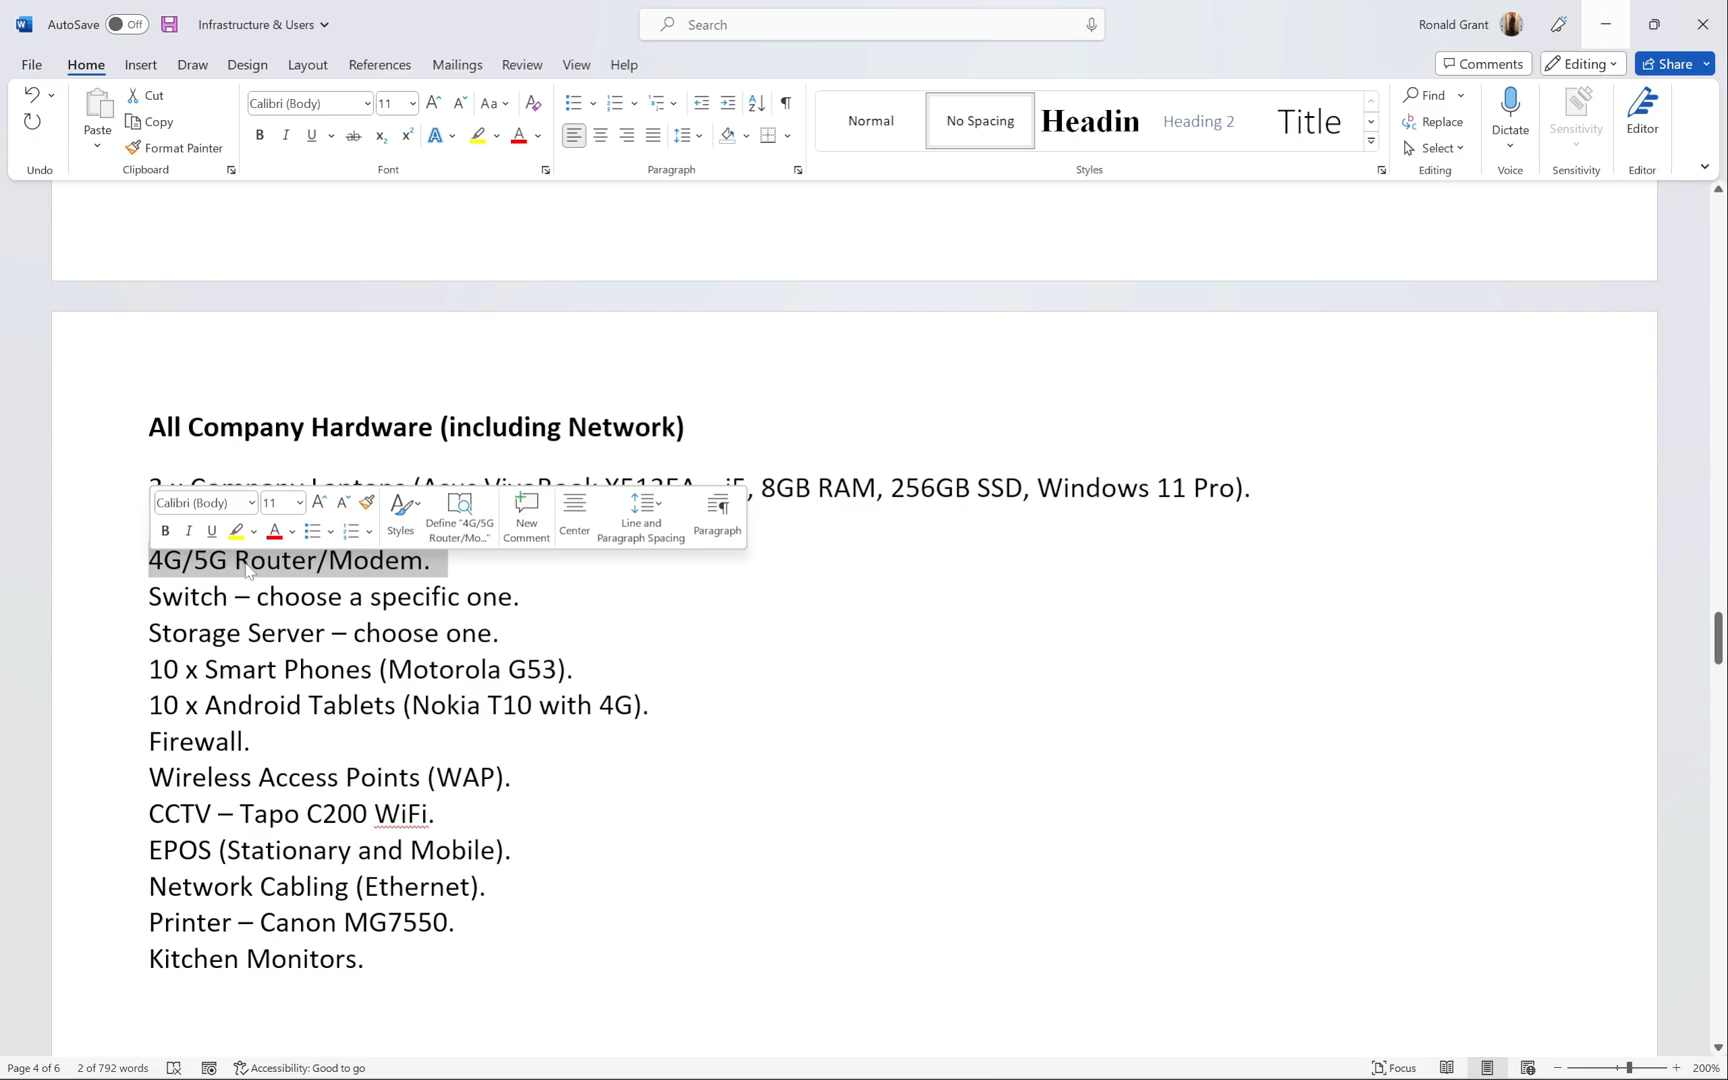 AutoSave Off Infrastructure & Users Search Ronald Grant
File Home Insert Draw Design Layout References Mailings Review View Help Comments Editing Share
Paste Cut Copy Format Painter Calibri (Body) 11 Normal No Spacing Headin Heading 2 Title Find Replace Select Dictate Sensitivity Editor
Undo Clipboard Font Paragraph Styles Editing Voice Sensitivity Editor
All Company Hardware (including Network)
8GB RAM, 256GB SSD, Windows 11 Pro).
Calibri (Body) 11 Styles Define "4G/5G Router/Mo..." New Comment Center Line and Paragraph Spacing Paragraph
4G/5G Router/Modem.
Switch – choose a specific one.
Storage Server – choose one.
10 x Smart Phones (Motorola G53).
10 x Android Tablets (Nokia T10 with 4G).
Firewall.
Wireless Access Points (WAP).
CCTV – Tapo C200 WiFi.
EPOS (Stationary and Mobile).
Network Cabling (Ethernet).
Printer – Canon MG7550.
Kitchen Monitors.
Page 4 of 6 2 of 792 words Accessibility: Good to go Focus 200%